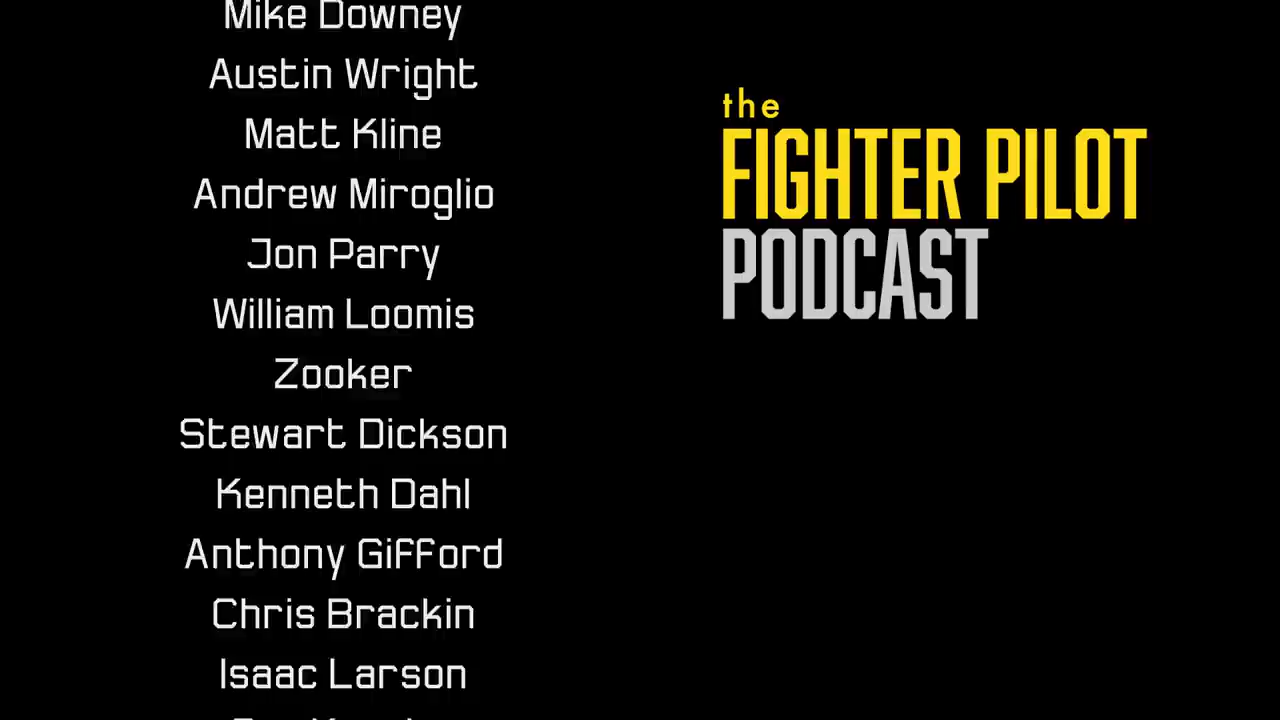 Mike Downey
Austin Wright
Matt Kline
Andrew Miroglio
Jon Parry
William Loomis
Zooker
Stewart Dickson
Kenneth Dahl
Anthony Gifford
Chris Brackin
Isaac Larson
the
FIGHTER PILOT
PODCAST